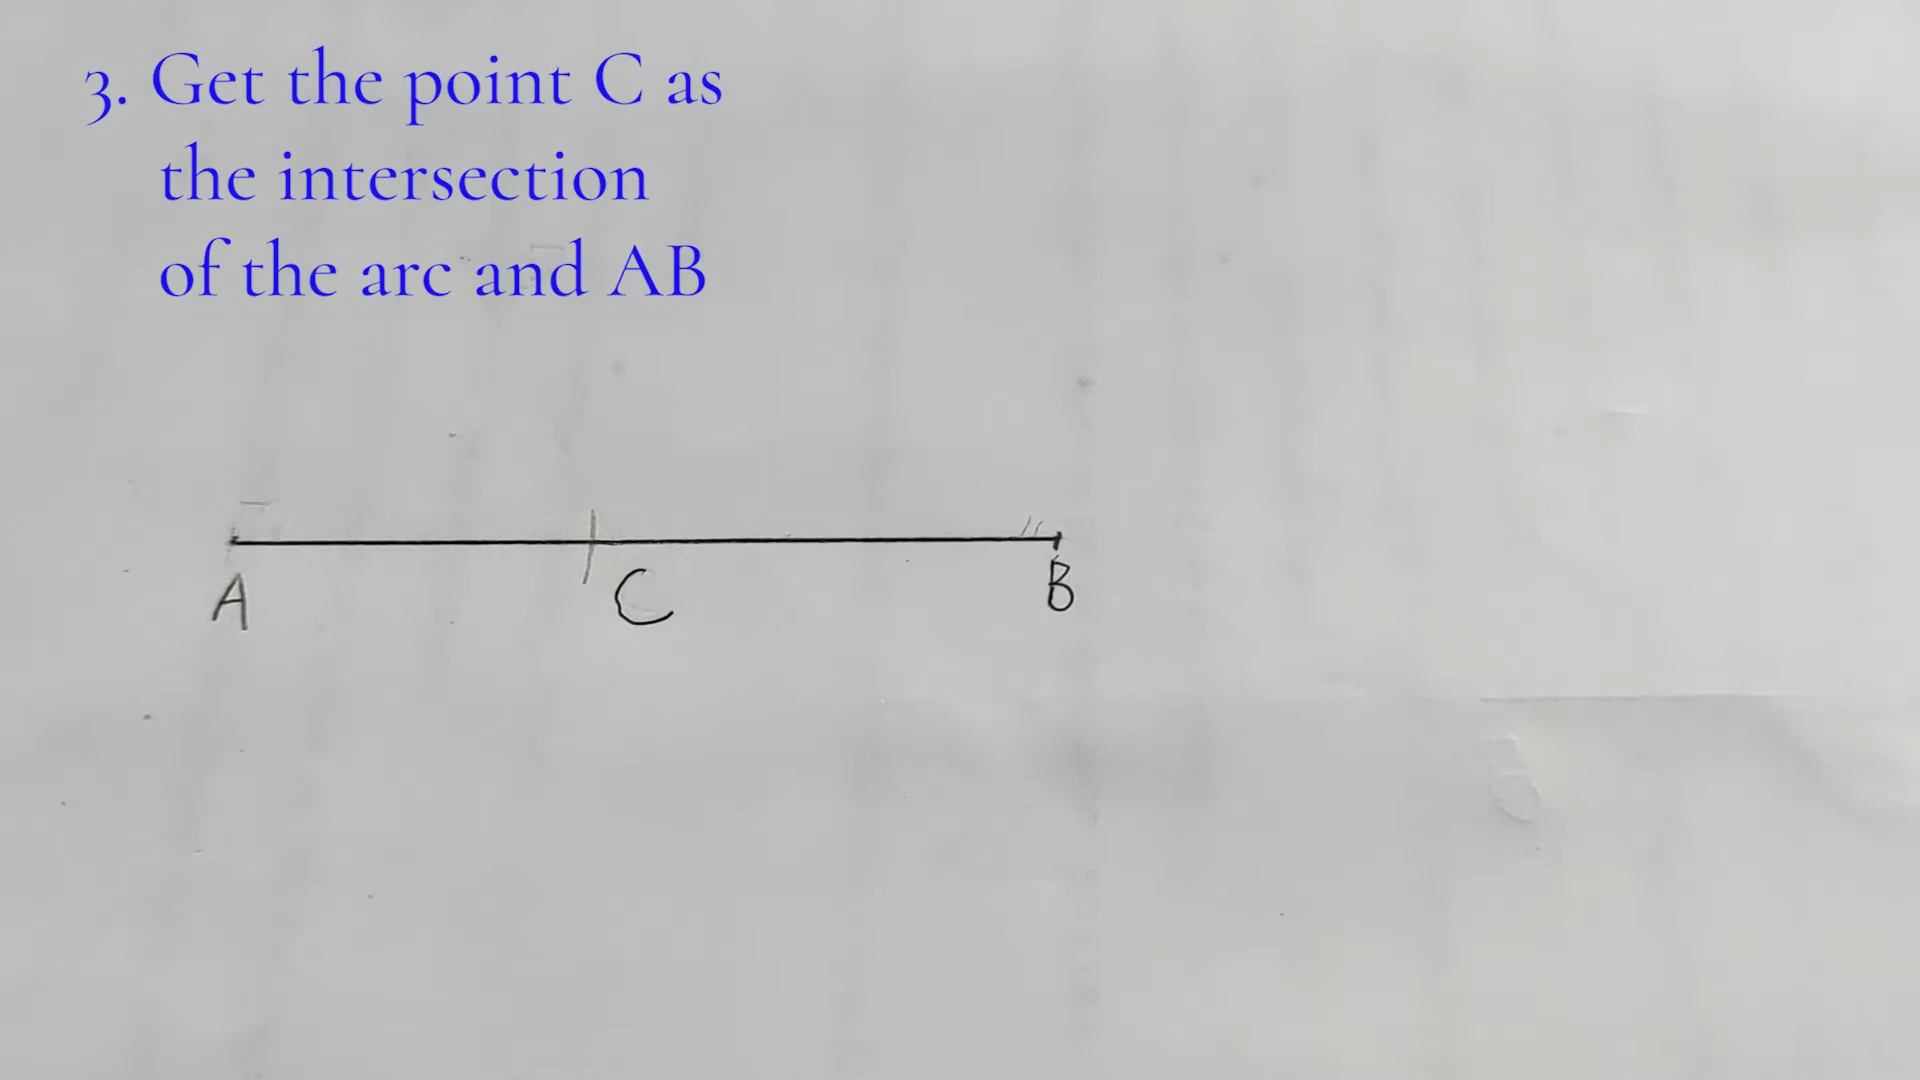 3. Get the point C as
the intersection
of the arc and AB
A
C
B